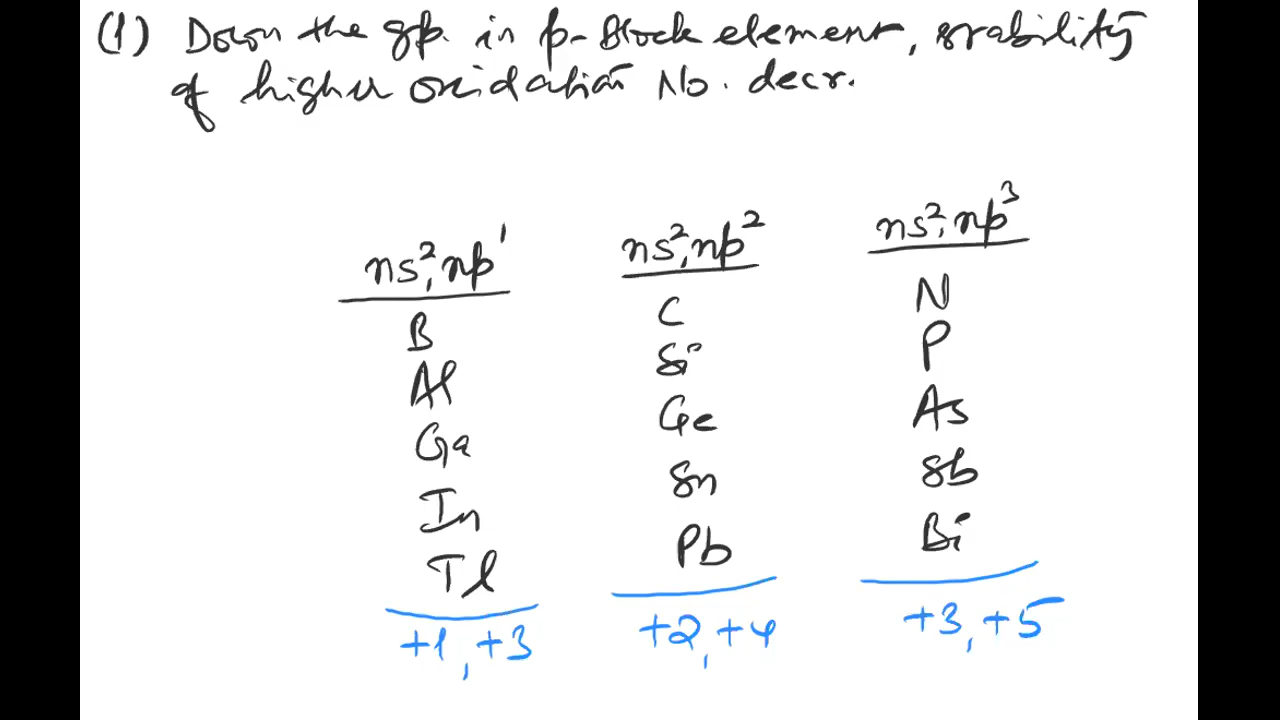 (1) Down the gp. in p-Block element, stability
of higher oxidation No. decr.
ns², np¹
ns², np²
ns², np³
B
C
N
Al
Si
P
Ga
Ge
As
In
Sn
Sb
Tl
Pb
Bi
+1, +3
+2, +4
+3, +5